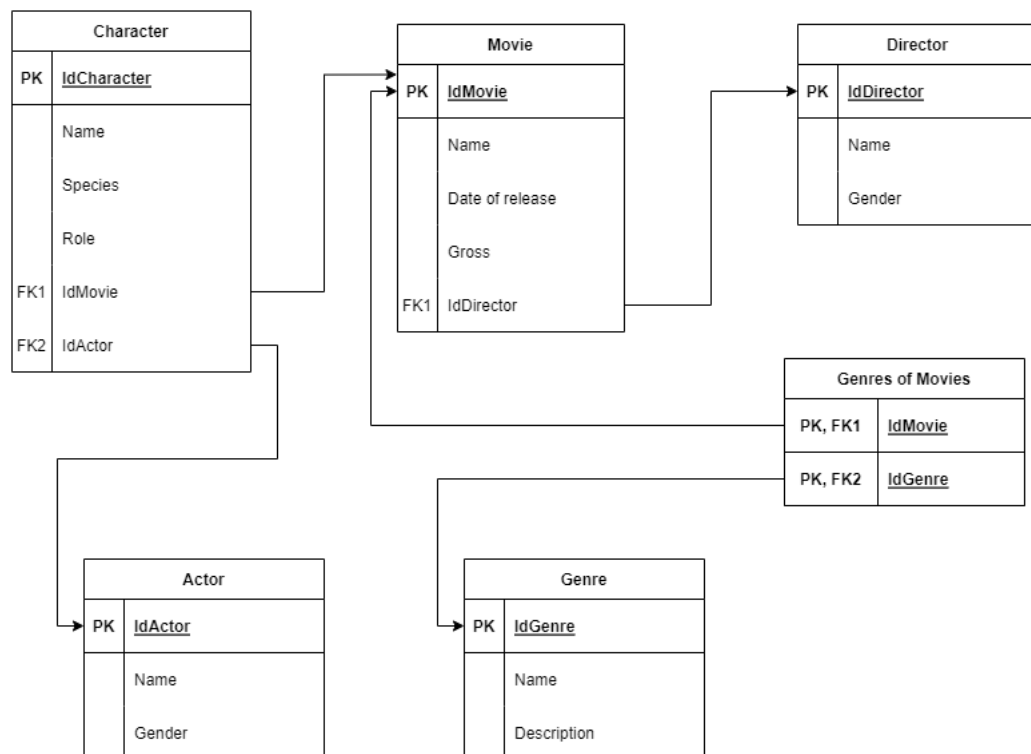 Character
PK IdCharacter
Name
Species
Role
FK1 IdMovie
FK2 IdActor
Movie
PK IdMovie
Name
Date of release
Gross
FK1 IdDirector
Director
PK IdDirector
Name
Gender
Genres of Movies
PK, FK1 IdMovie
PK, FK2 IdGenre
Actor
PK IdActor
Name
Gender
Genre
PK IdGenre
Name
Description